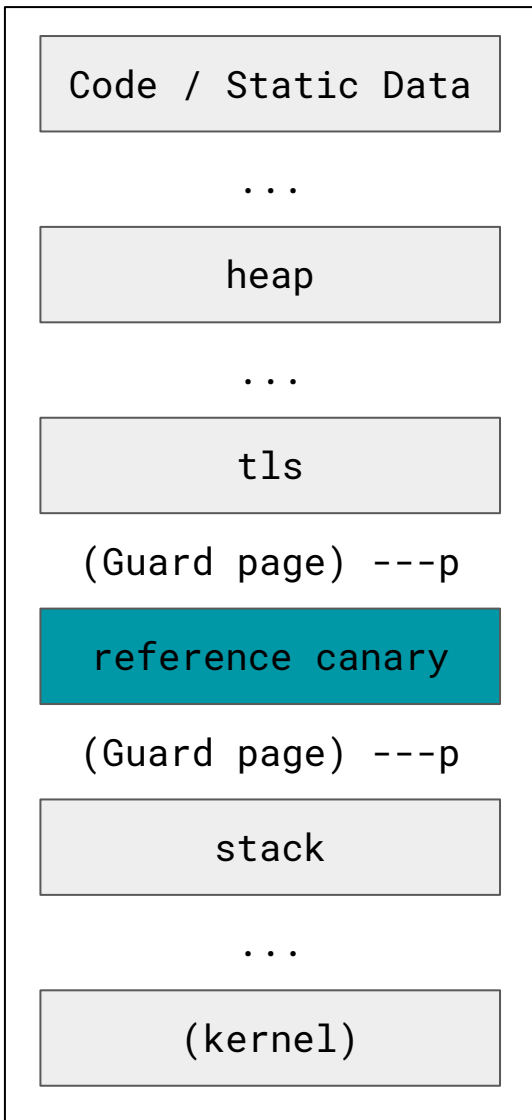 Code / Static Data
...
heap
...
tls
(Guard page) ---p
reference canary
(Guard page) ---p
stack
...
(kernel)